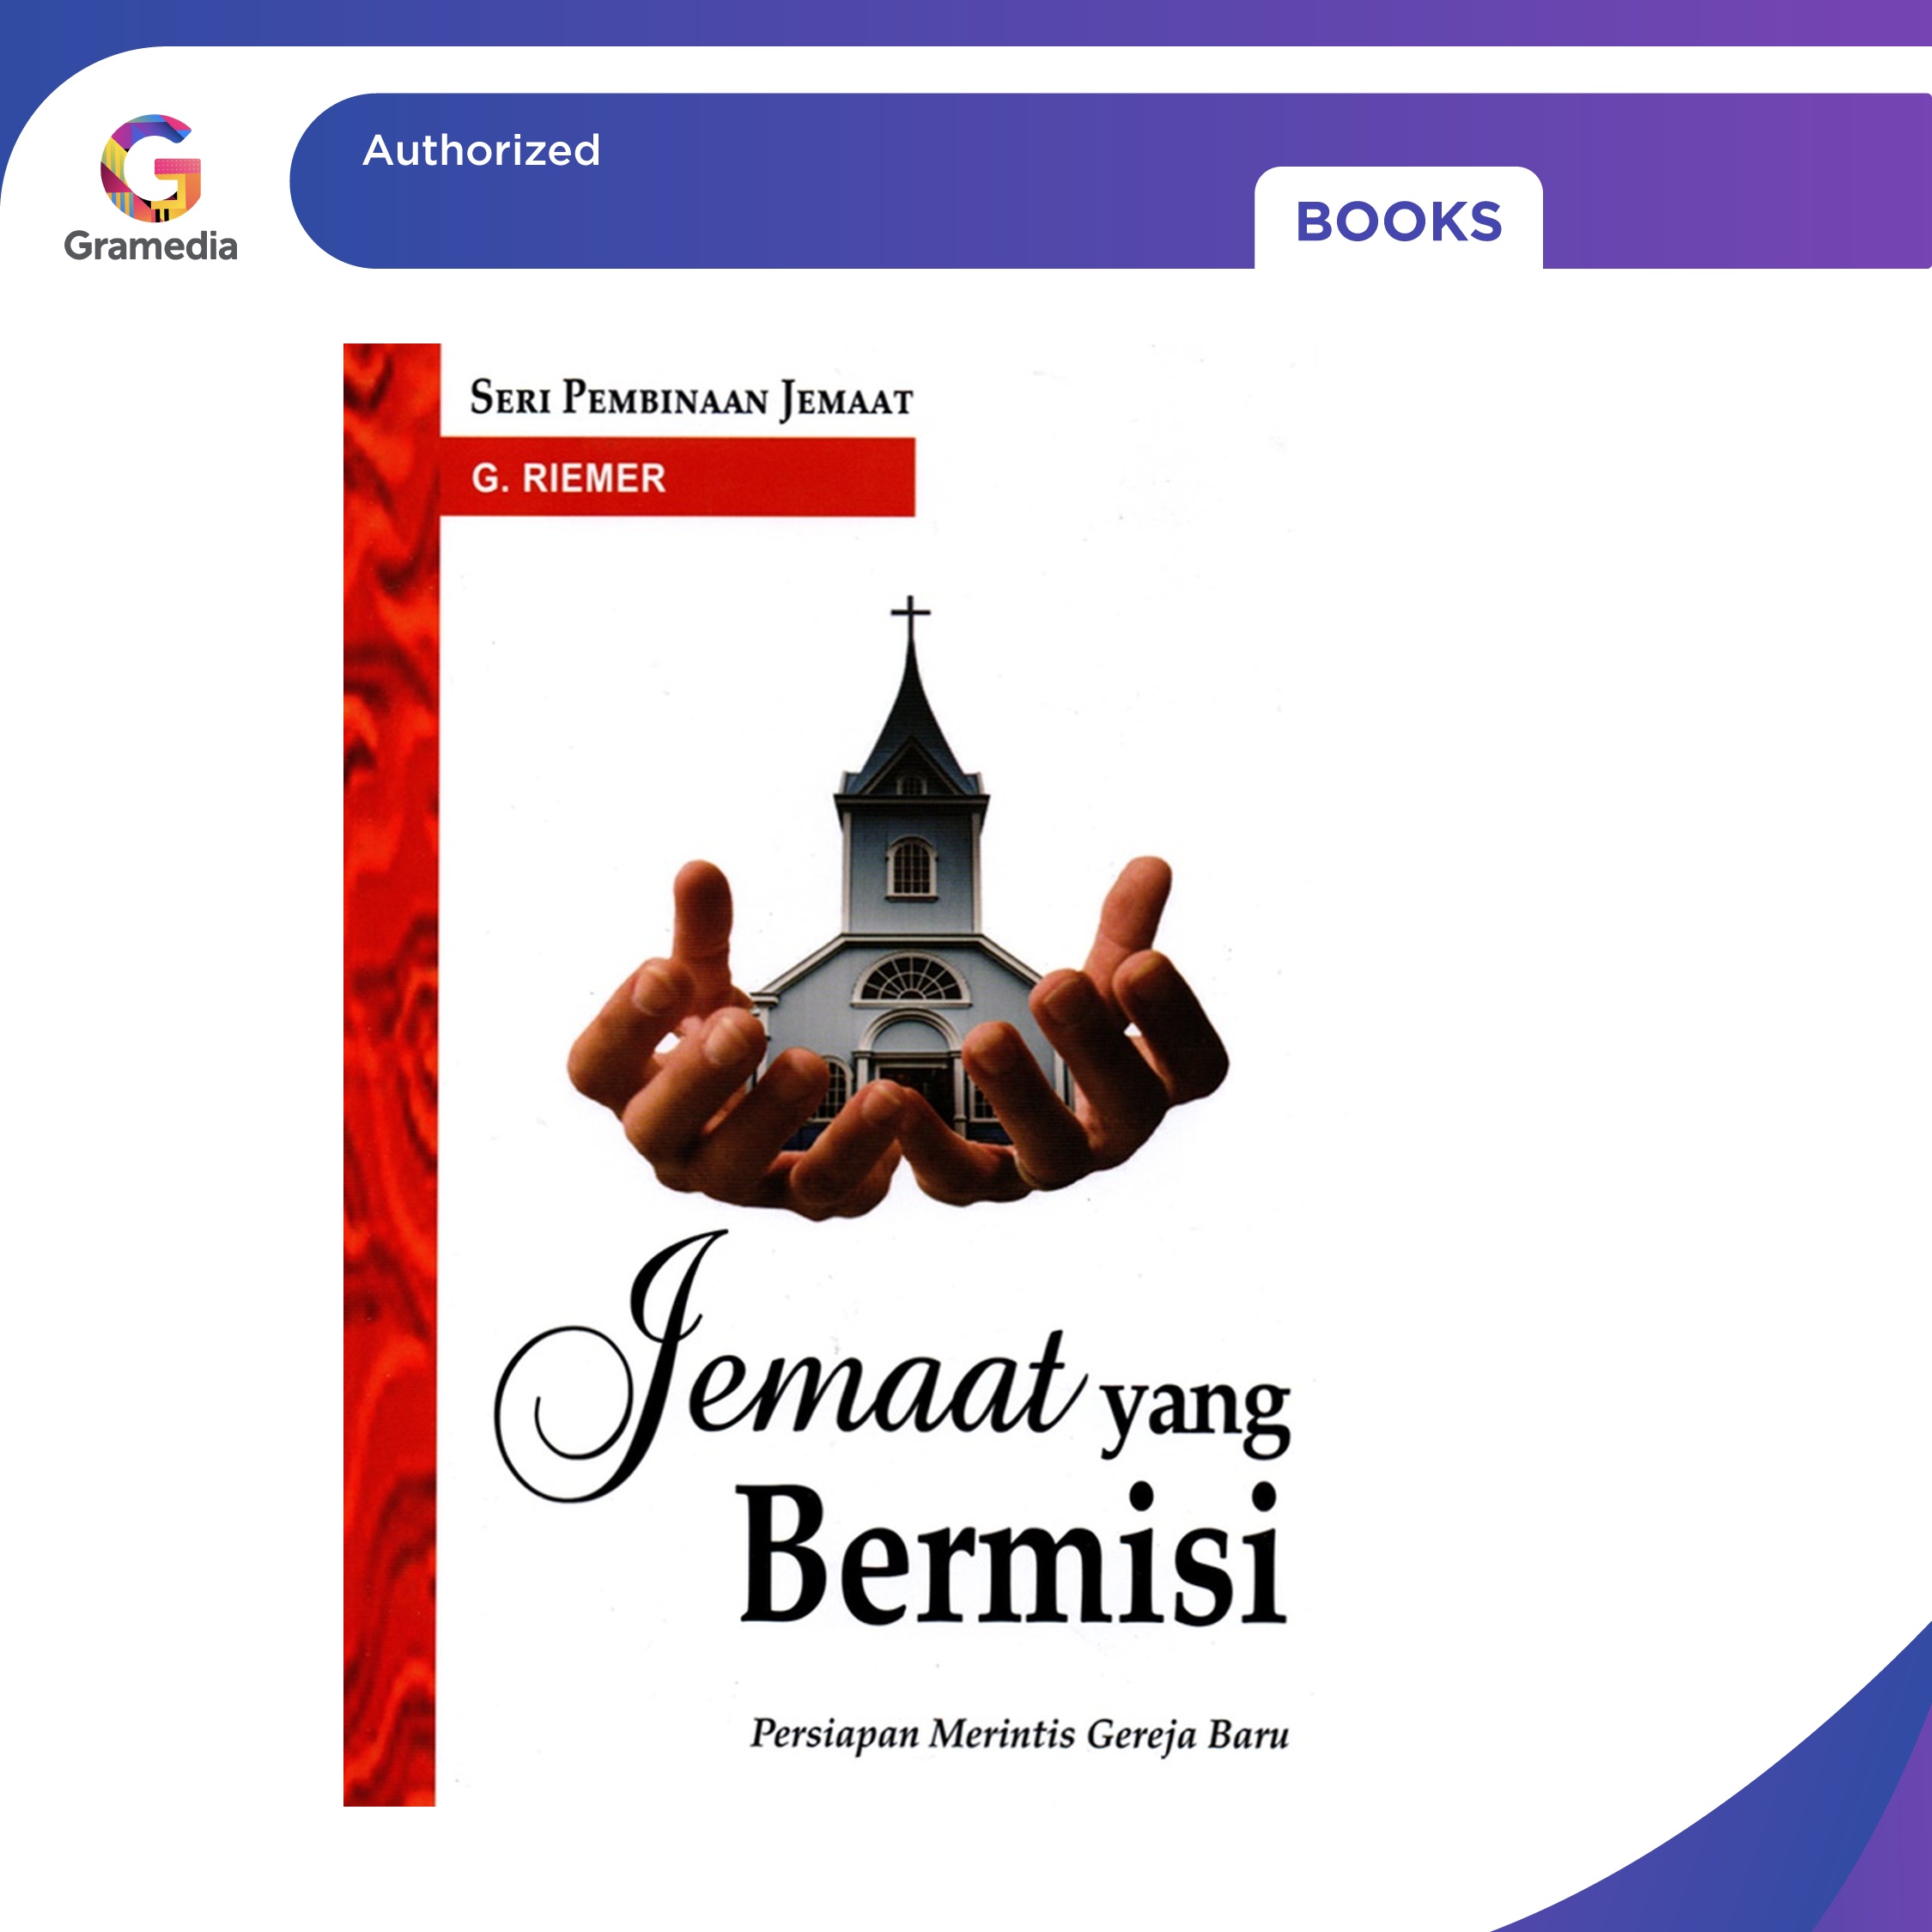 Authorized
BOOKS
Gramedia
SERI PEMBINAAN JEMAAT
G. RIEMER
Jemaat yang
Bermisi
Persiapan Merintis Gereja Baru